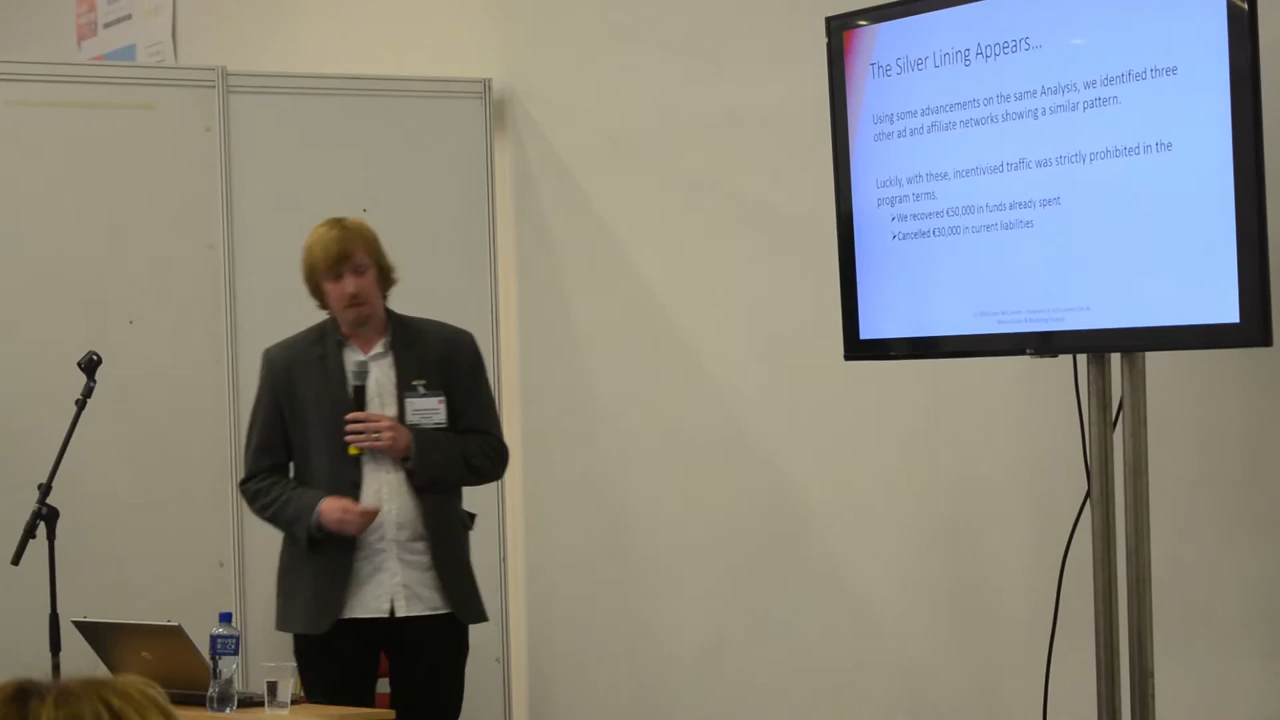 The Silver Lining Appears...
Using some advancements on the same Analysis, we identified three
other ad and affiliate networks showing a similar pattern.
Luckily, with these, incentivised traffic was strictly prohibited in the
program terms.
➢We recovered €50,000 in funds already spent
➢Cancelled €30,000 in current liabilities
RIVER
ROCK